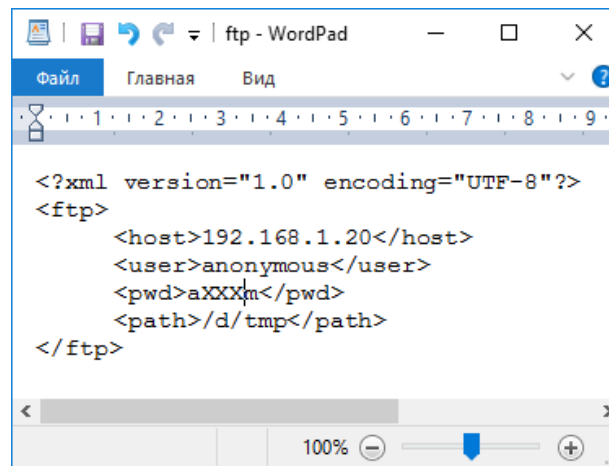 ftp - WordPad
Файл Главная Вид
1 2 3 4 5 6 7 8 9
<?xml version="1.0" encoding="UTF-8"?>
<ftp>
<host>192.168.1.20</host>
<user>anonymous</user>
<pwd>aXXXm</pwd>
<path>/d/tmp</path>
</ftp>
100%